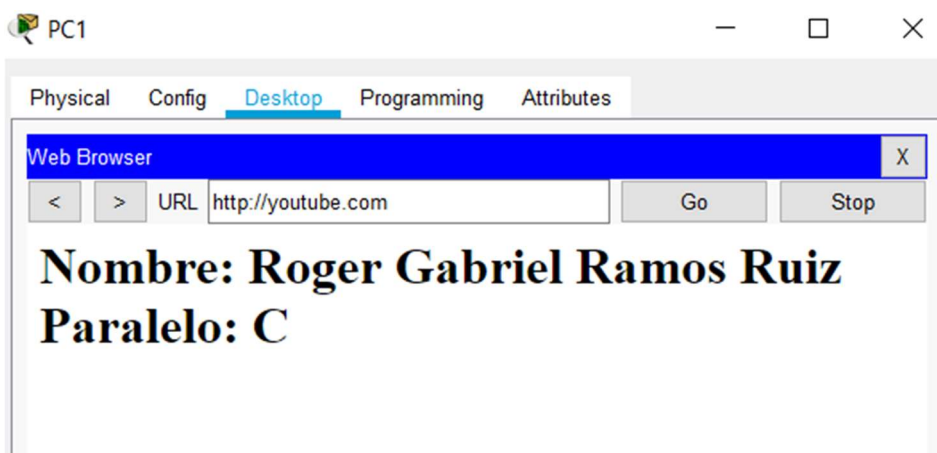 PC1
Physical Config Desktop Programming Attributes
Web Browser X
< > URL http://youtube.com Go Stop
Nombre: Roger Gabriel Ramos Ruiz
Paralelo: C